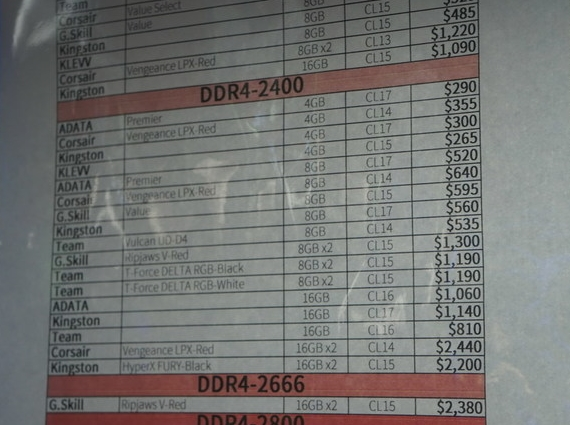 Team
Corsair Value Select
G.Skill Value 8GB
Kingston 8GB CL15
KLEVV 8GB CL15 $485
Corsair Vengeance LPX-Red 8GB x2 CL13 $1,220
Kingston 16GB CL15 $1,090
DDR4-2400
ADATA Premier 4GB CL17 $290
Corsair Vengeance LPX-Red 4GB CL14 $355
Kingston 4GB CL17 $300
KLEVV 4GB CL15 $265
ADATA Premier 8GB CL17 $520
Corsair Vengeance LPX-Red 8GB CL14 $640
G.Skill Value 8GB CL15 $595
Kingston 8GB CL17 $560
Team Vulcan UD-D4 8GB CL14 $535
G.Skill Ripjaws V-Red 8GB x2 CL15 $1,300
Team T-Force DELTA RGB-Black 8GB x2 CL15 $1,190
Team T-Force DELTA RGB-White 8GB x2 CL15 $1,190
ADATA 16GB CL16 $1,060
Kingston 16GB CL17 $1,140
Team 16GB CL16 $810
Corsair Vengeance LPX-Red 16GB x2 CL14 $2,440
Kingston HyperX FURY-Black 16GB x2 CL15 $2,200
DDR4-2666
G.Skill Ripjaws V-Red 16GB x2 CL15 $2,380
DDR4-2800